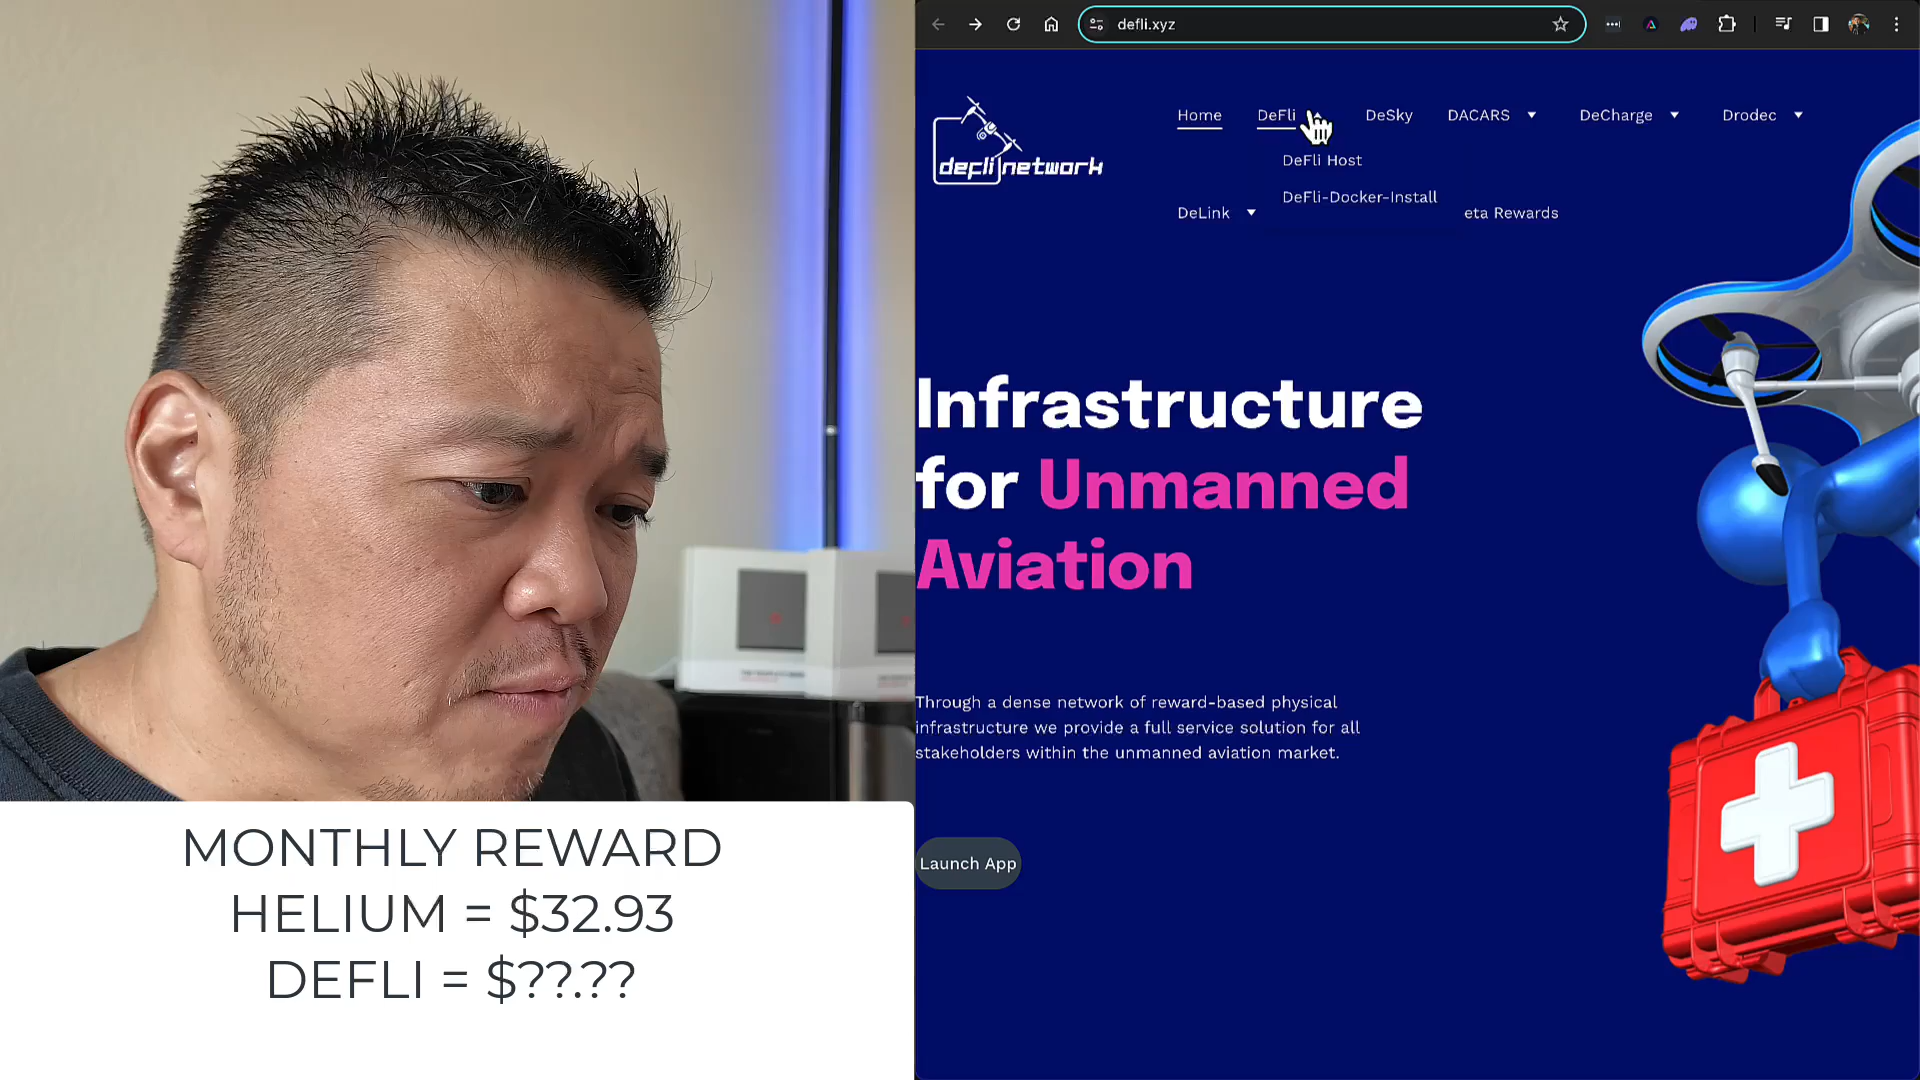 defli.xyz
defli network
Home
DeFli
DeSky
DACARS
DeCharge
Drodec
DeFli Host
DeFli-Docker-Install
DeLink
eta Rewards
Infrastructure
for Unmanned
Aviation
Through a dense network of reward-based physical
infrastructure we provide a full service solution for all
stakeholders within the unmanned aviation market.
Launch App
MONTHLY REWARD
HELIUM = $32.93
DEFLI = $??.??